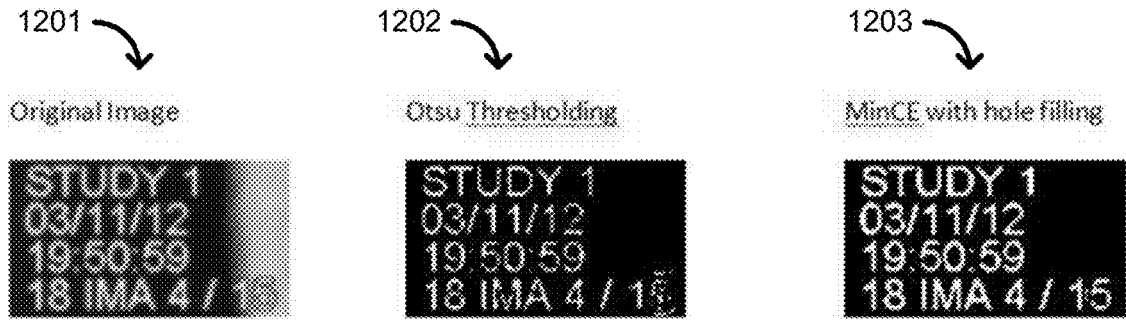 1201
1202
1203
Original Image
Otsu Thresholding
MinCE with hole filling
STUDY 1
03/11/12
19:50:59
18 IMA 4 /
STUDY 1
03/11/12
19:50:59
18 IMA 4 /
STUDY 1
03/11/12
19:50:59
18 IMA 4 / 15